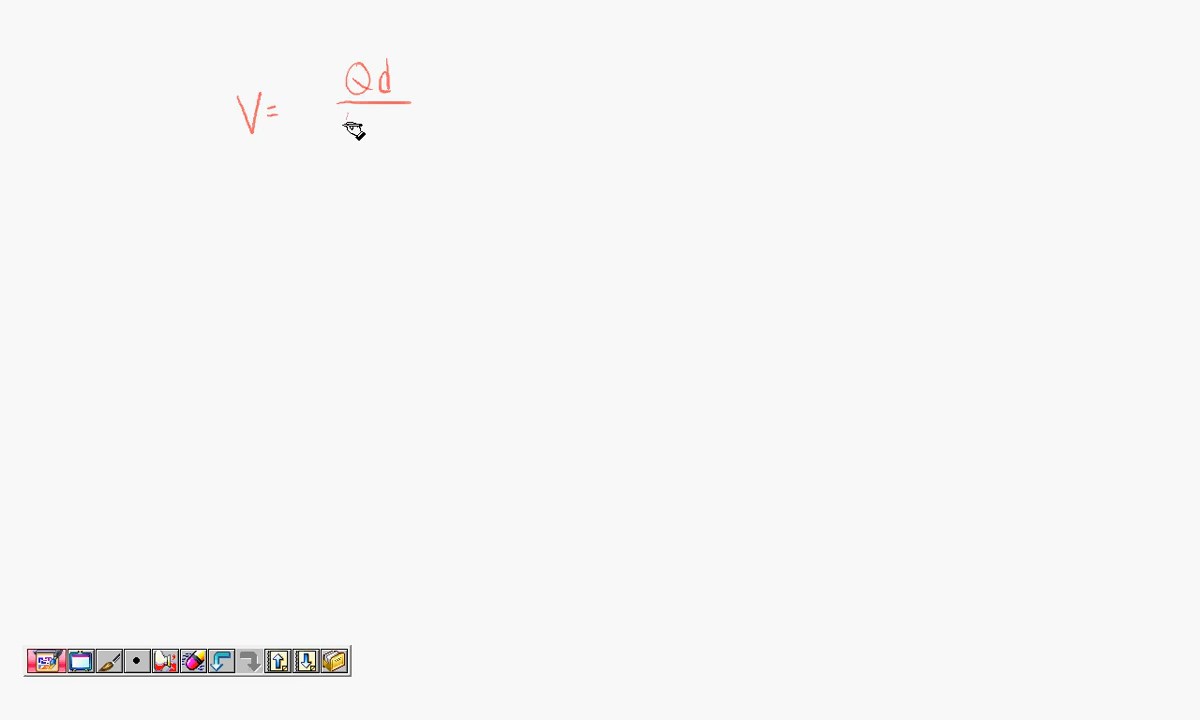 V = Qd